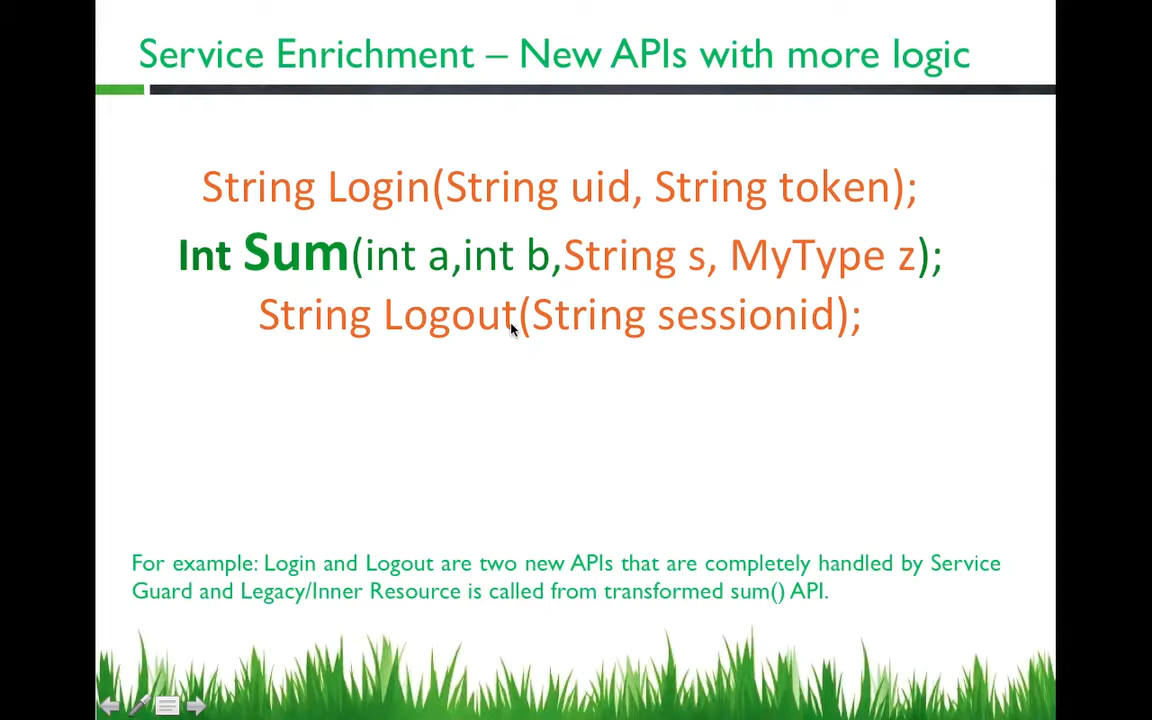 Service Enrichment – New APIs with more logic
String Login(String uid, String token);
Int Sum(int a,int b,String s, MyType z);
String Logout(String sessionid);
For example: Login and Logout are two new APIs that are completely handled by Service
Guard and Legacy/Inner Resource is called from transformed sum() API.